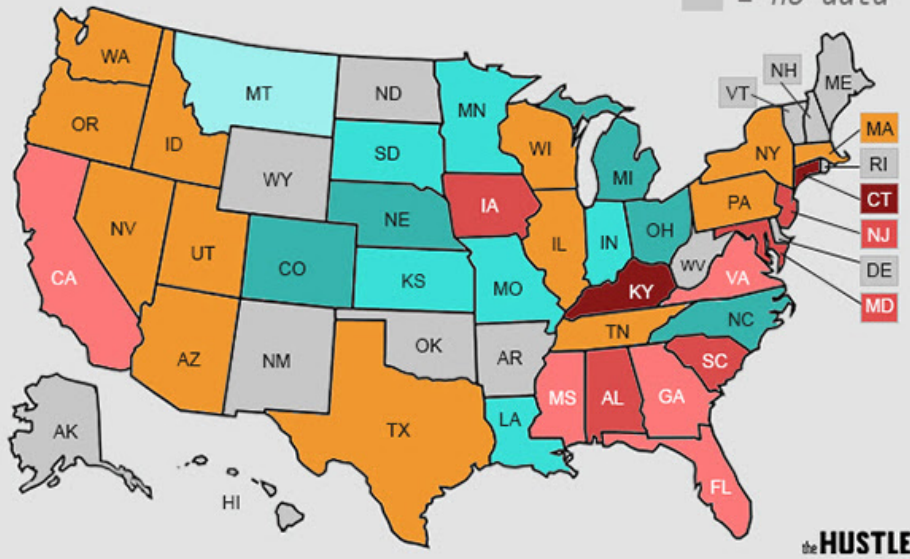 = no data
WA
MT
ND
MN
VT
NH
ME
OR
ID
SD
WI
NY
MA
WY
MI
RI
IA
PA
CT
NE
NV
UT
CO
IL
IN
OH
NJ
CA
KS
MO
WV
VA
DE
KY
MD
AZ
NM
OK
AR
TN
NC
SC
MS
AL
GA
TX
LA
AK
HI
FL
the HUSTLE